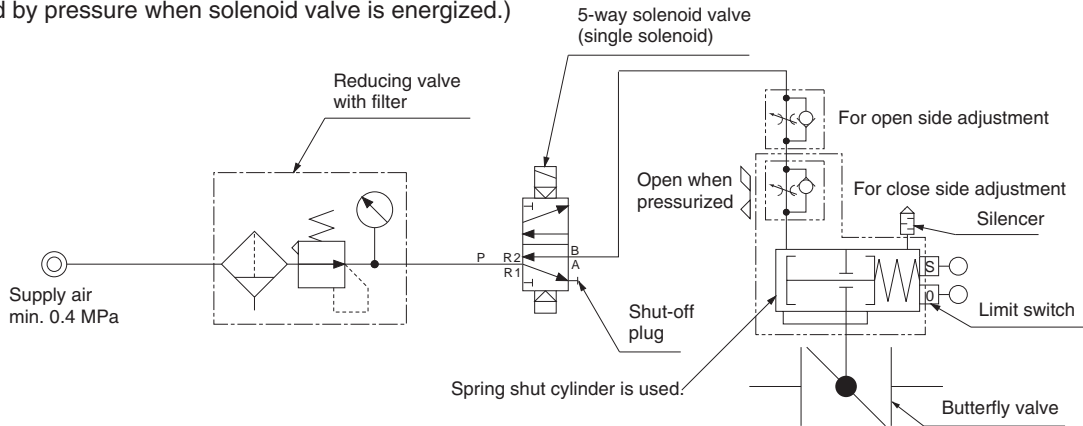 d by pressure when solenoid valve is energized.)
5-way solenoid valve
(single solenoid)
Reducing valve
with filter
For open side adjustment
Open when
pressurized
For close side adjustment
Silencer
P
R2
B
R1
A
S
0
Supply air
min. 0.4 MPa
Shut-off
plug
Limit switch
Spring shut cylinder is used.
Butterfly valve